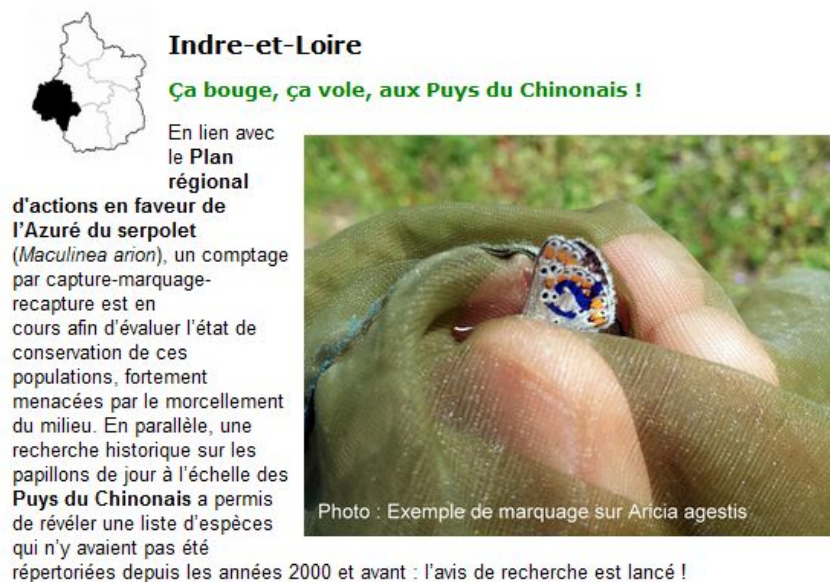 Indre-et-Loire
Ça bouge, ça vole, aux Puys du Chinonais !
En lien avec
le Plan
régional
d'actions en faveur de
l'Azuré du serpolet
(Maculinea arion), un comptage
par capture-marquage-
recapture est en
cours afin d'évaluer l'état de
conservation de ces
populations, fortement
menacées par le morcellement
du milieu. En parallèle, une
recherche historique sur les
papillons de jour à l'échelle des
Puys du Chinonais a permis
de révéler une liste d'espèces
qui n'y avaient pas été
répertoriées depuis les années 2000 et avant : l'avis de recherche est lancé !
Photo : Exemple de marquage sur Aricia agestis